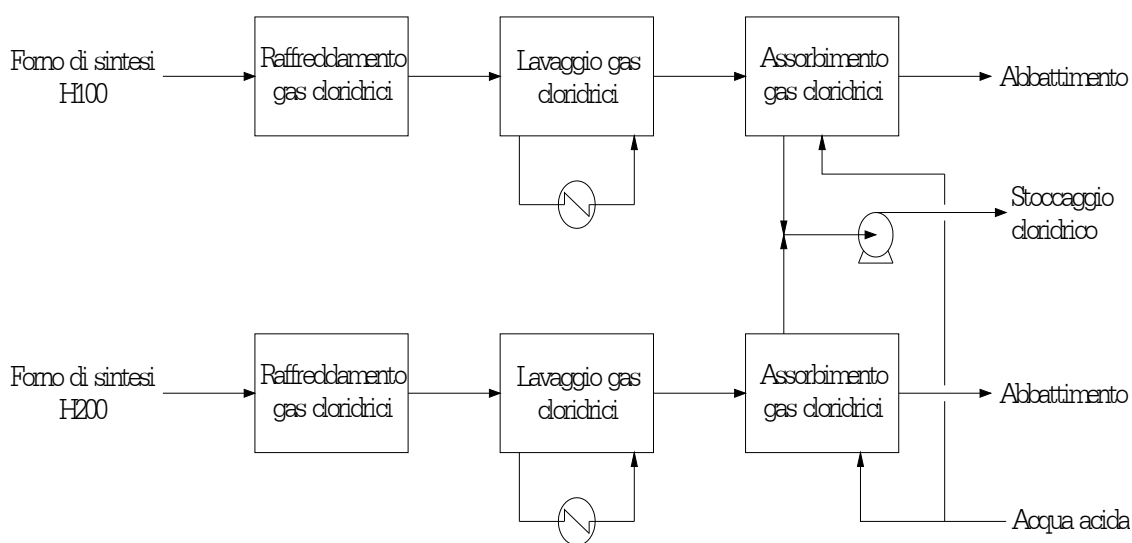 Forno di sintesi
H100
Raffreddamento
gas cloridrici
Lavaggio gas
cloridrici
Assorbimento
gas cloridrici
Abbattimento
Stoccaggio
cloridrico
Forno di sintesi
H200
Raffreddamento
gas cloridrici
Lavaggio gas
cloridrici
Assorbimento
gas cloridrici
Abbattimento
Acqua acida